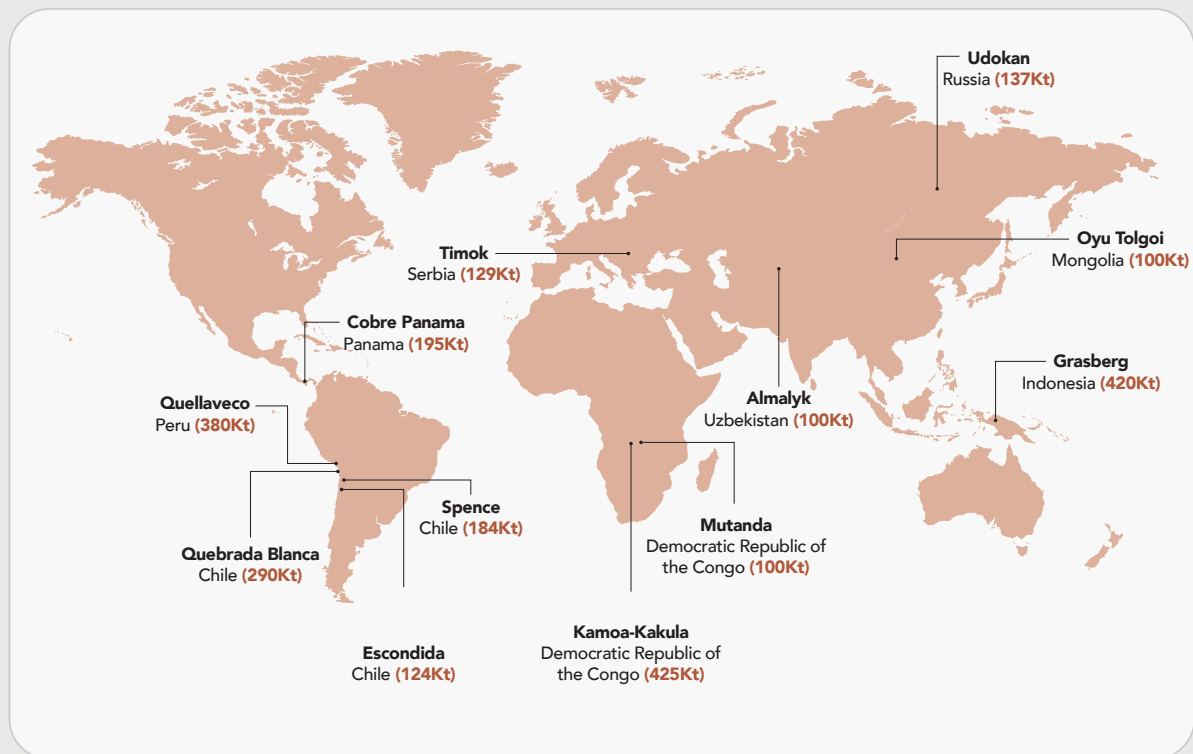 Udokan
Russia (137Kt)
Oyu Tolgoi
Mongolia (100Kt)
Timok
Serbia (129Kt)
Cobre Panama
Panama (195Kt)
Grasberg
Indonesia (420Kt)
Almalyk
Uzbekistan (100Kt)
Quellaveco
Peru (380Kt)
Spence
Chile (184Kt)
Mutanda
Democratic Republic of
the Congo (100Kt)
Quebrada Blanca
Chile (290Kt)
Kamoa-Kakula
Democratic Republic of
the Congo (425Kt)
Escondida
Chile (124Kt)